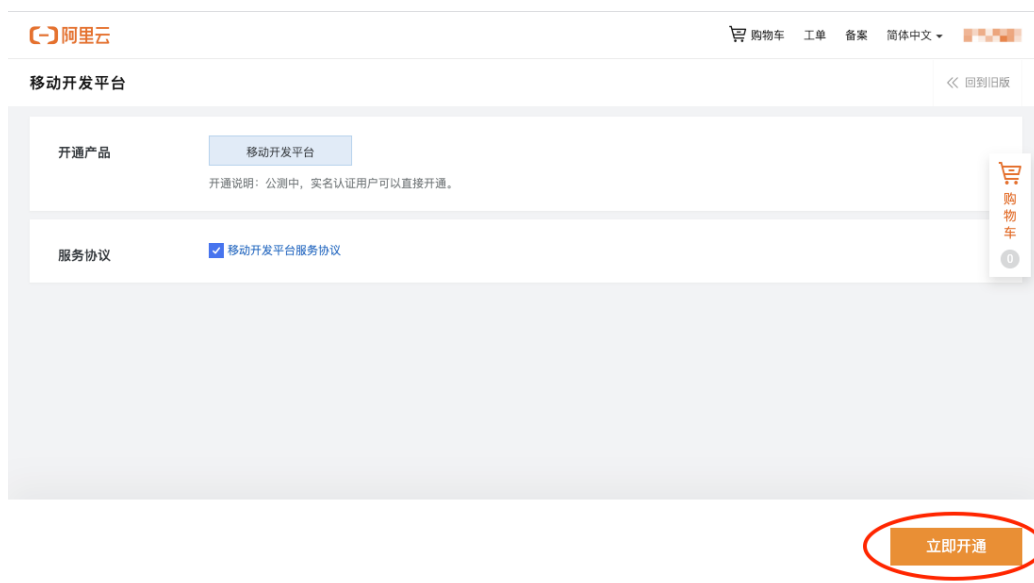 阿里云
购物车 工单 备案 简体中文
移动开发平台
回到旧版
开通产品
移动开发平台
开通说明：公测中，实名认证用户可以直接开通。
购物车
0
服务协议
移动开发平台服务协议
立即开通